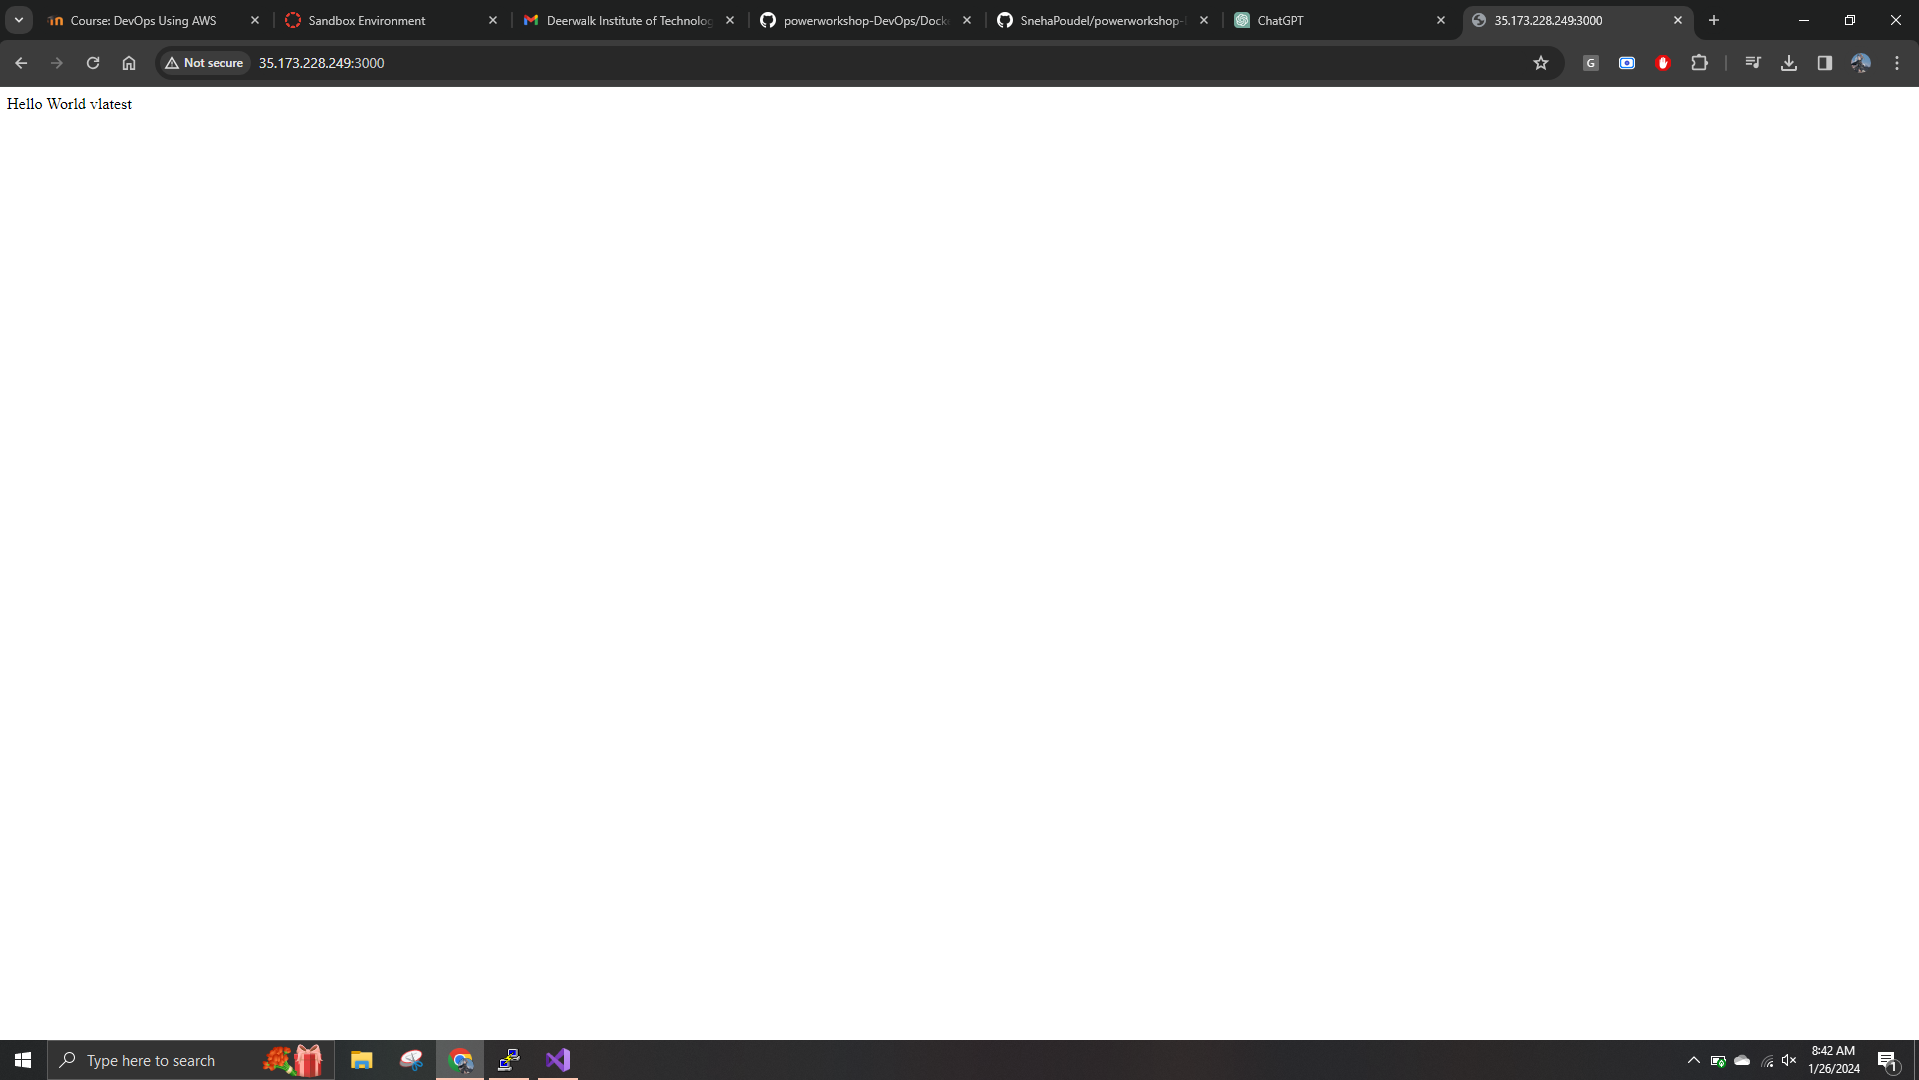 Course: DevOps Using AWS
Sandbox Environment
Deerwalk Institute of Technolog
powerworkshop-DevOps/Docke
SnehaPoudel/powerworkshop-
ChatGPT
35.173.228.249:3000
Not secure
35.173.228.249:3000
G
Hello World vlatest
Type here to search
8:42 AM
1/26/2024
1